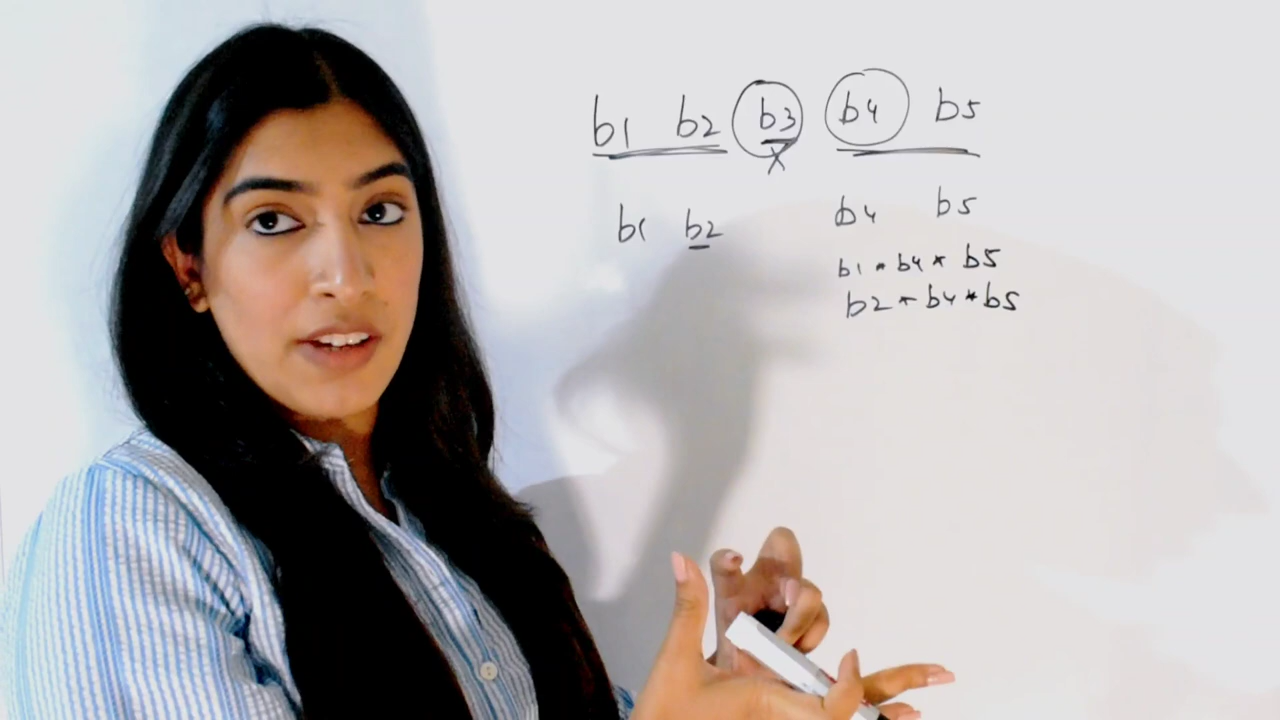 b1 b2 b3 b4 b5
x
b1 b2 b4 b5
b1 * b4 * b5
b2 * b4 * b5